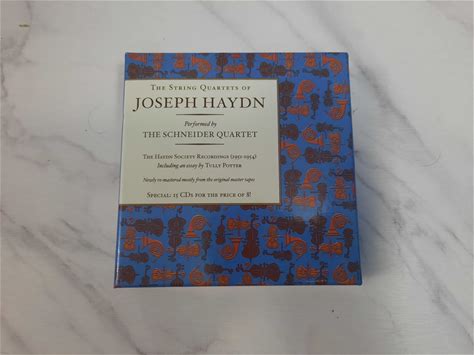 The String Quartets of
JOSEPH HAYDN
Performed by
THE SCHNEIDER QUARTET
The Haydn Society Recordings (1951-1954)
Including an essay by Tully Potter
Newly re-mastered mostly from the original master tapes
Special: 15 CDs for the price of 8!